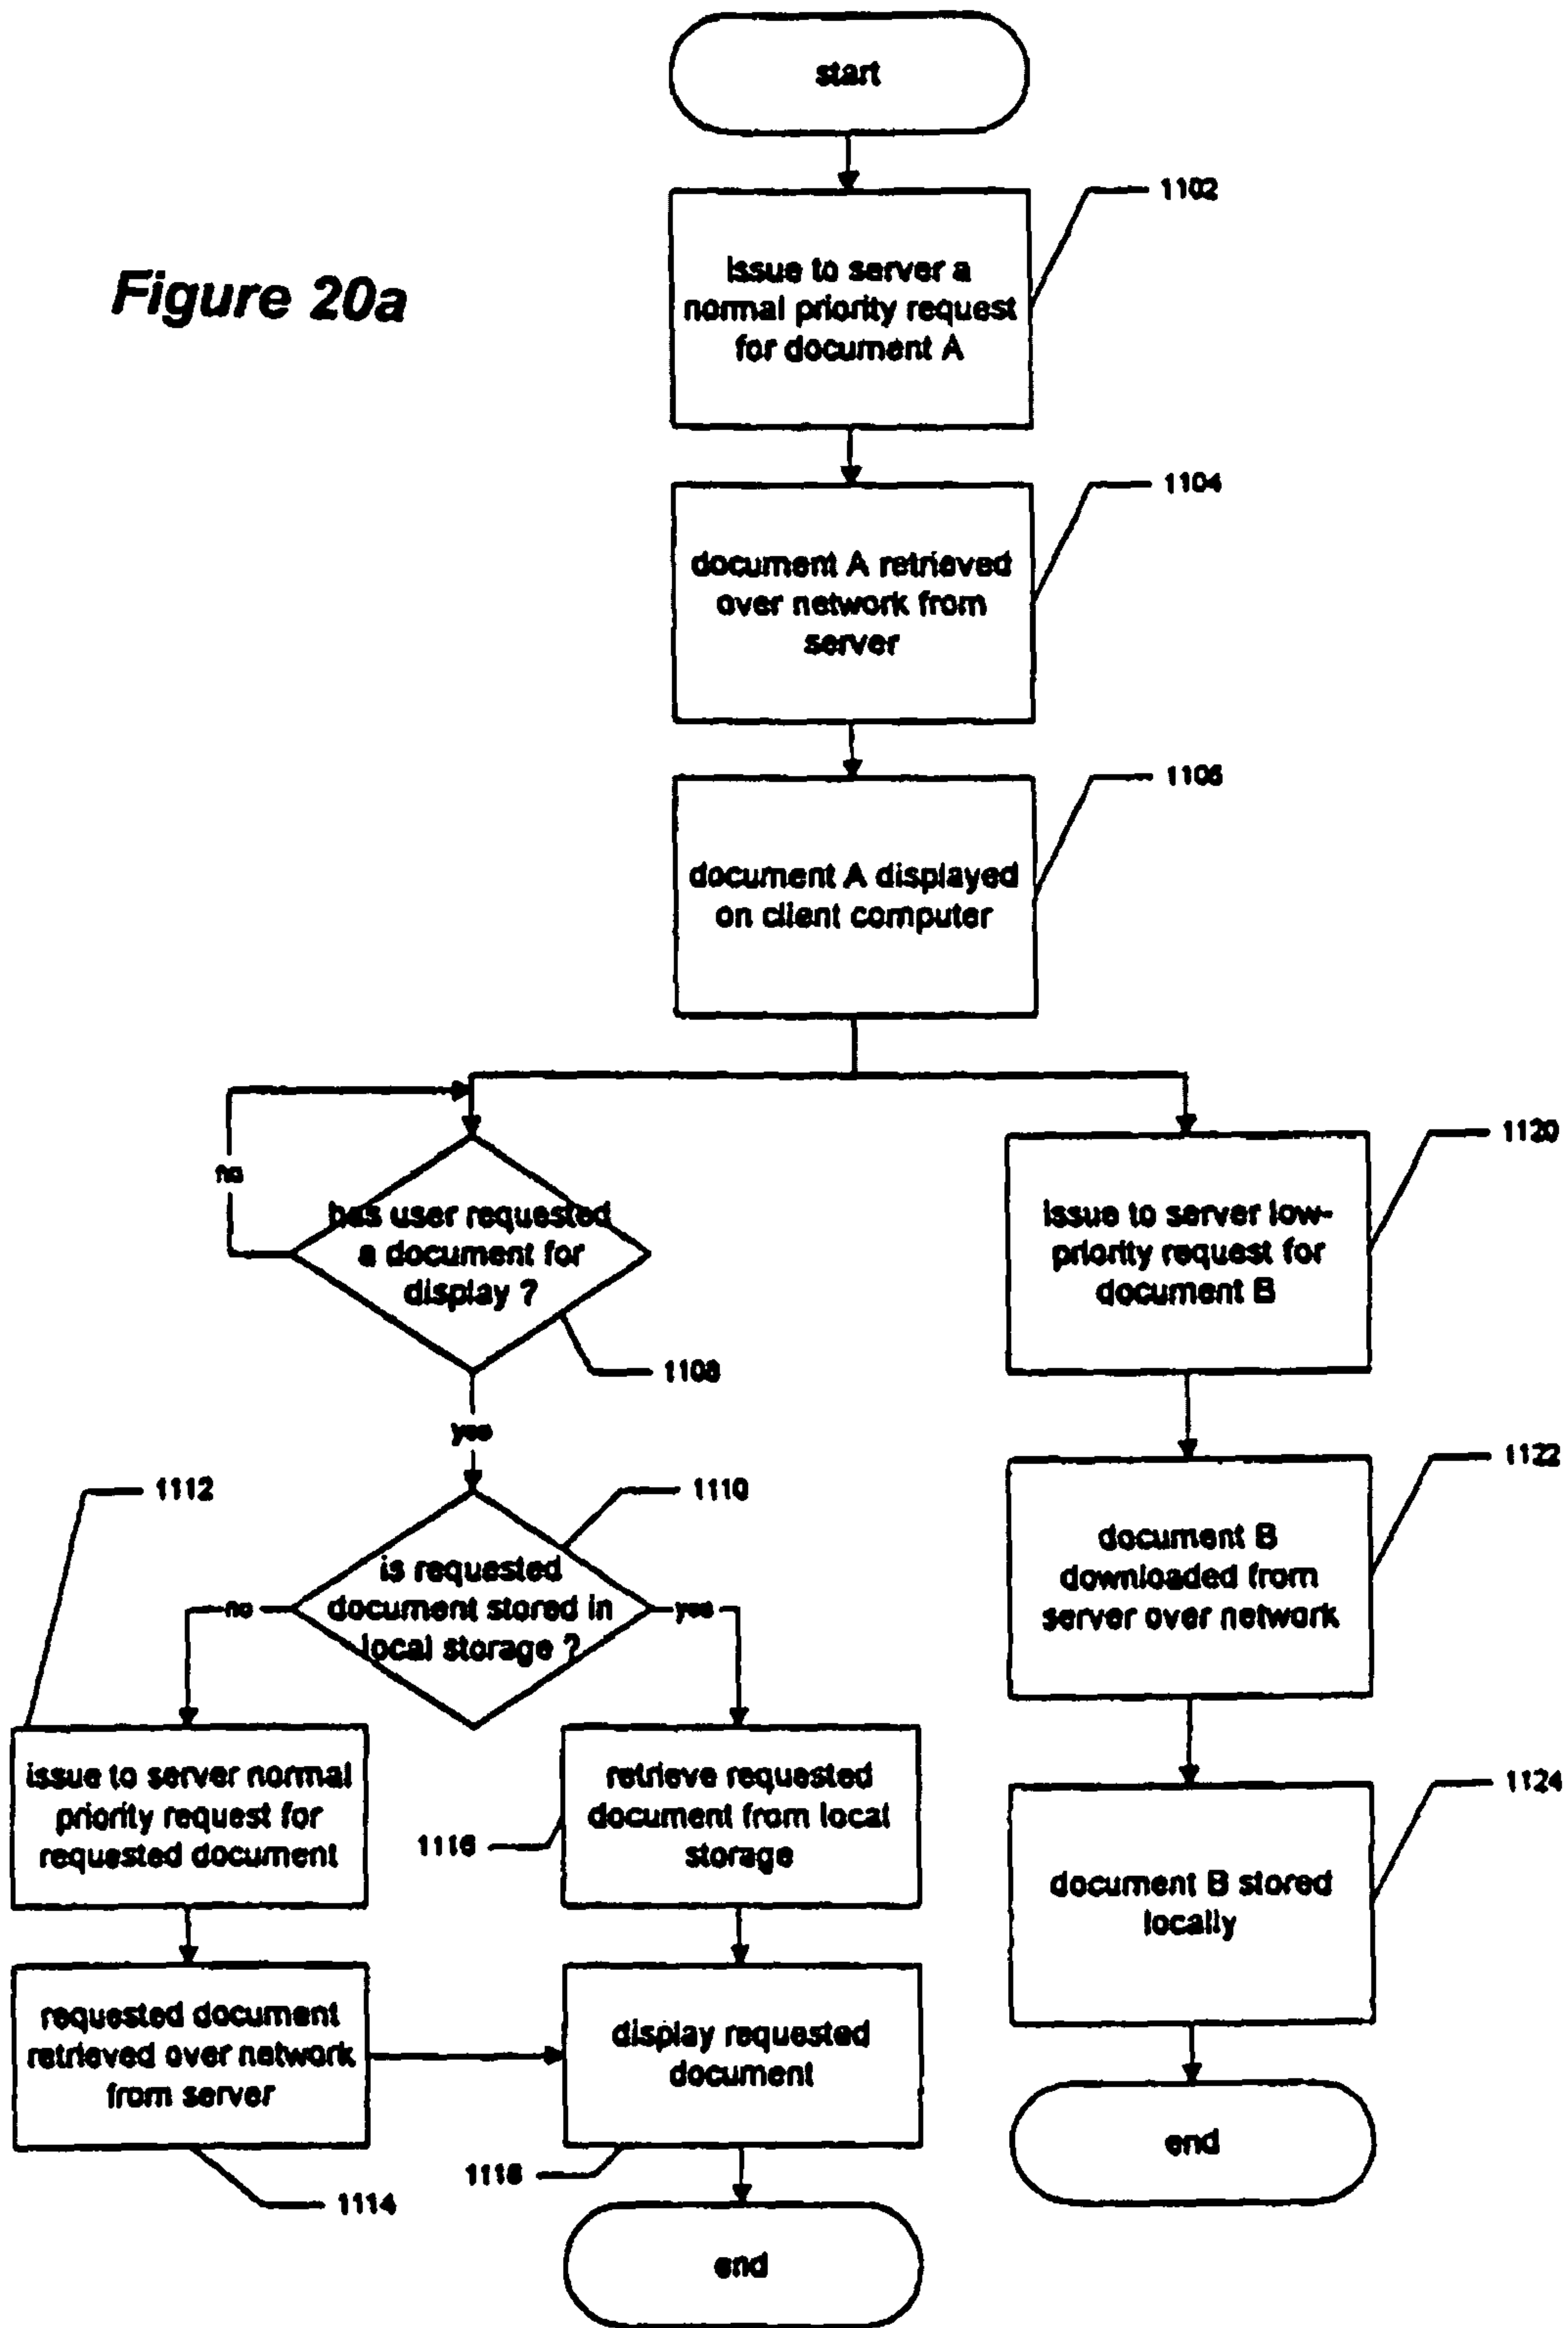 start
1102
issue to server a
normal priority request
for document A
Figure 20a
1104
document A retrieved
over network from
server
1106
document A displayed
on client computer
no
has user requested
a document for
display ?
1108
yes
1120
issue to server low-
priority request for
document B
1112
1110
is requested
document stored in
local storage ?
no
yes
1122
document B
downloaded from
server over network
issue to server normal
priority request for
requested document
1116
retrieve requested
document from local
storage
1124
document B stored
locally
requested document
retrieved over network
from server
1114
display requested
document
1118
end
end